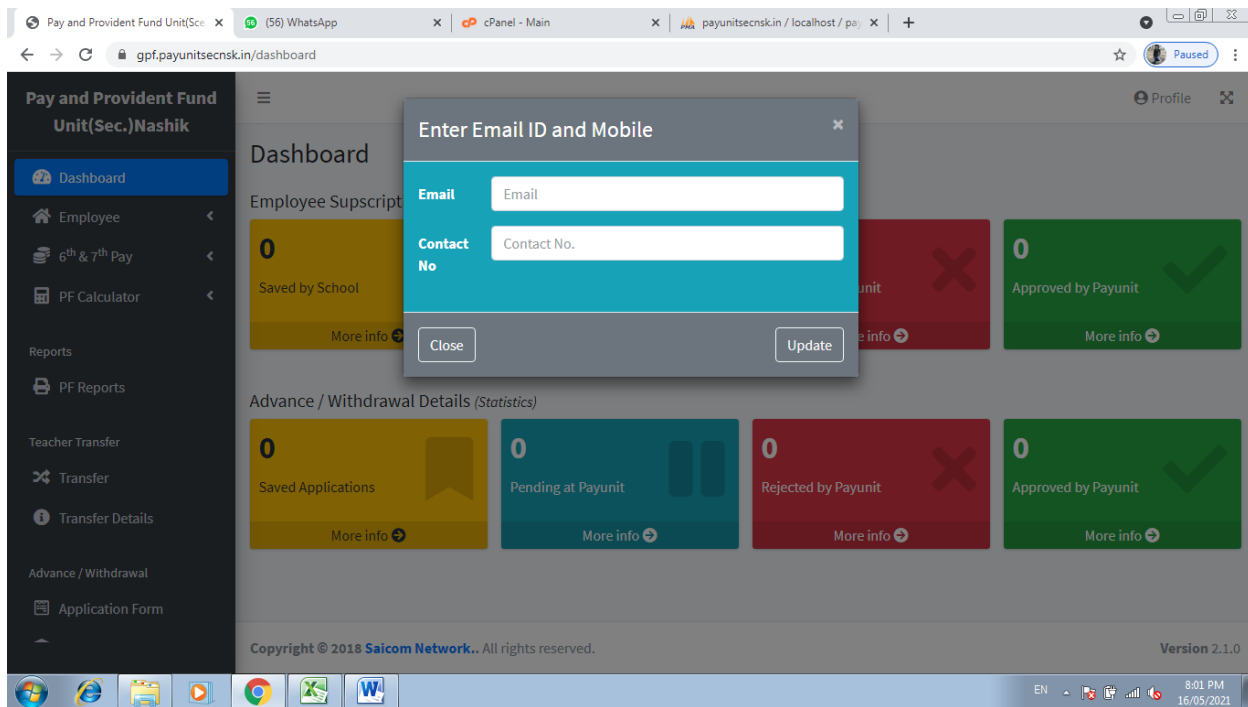 Pay and Provident Fund Unit(Sce
(56) WhatsApp
cPanel - Main
payunitsecnsk.in / localhost / pay
gpf.payunitsecnsk.in/dashboard
Paused
Pay and Provident Fund
Unit(Sec.)Nashik
Profile
Dashboard
Employee
6th & 7th Pay
PF Calculator
Reports
PF Reports
Teacher Transfer
Transfer
Transfer Details
Advance / Withdrawal
Application Form
Enter Email ID and Mobile
Email
Email
Contact
No
Contact No.
Close
Update
Dashboard
Employee Supscript
0
Saved by School
More info
unit
e info
0
Approved by Payunit
More info
Advance / Withdrawal Details (Statistics)
0
Saved Applications
More info
0
Pending at Payunit
More info
0
Rejected by Payunit
More info
0
Approved by Payunit
More info
Copyright © 2018 Saicom Network.. All rights reserved.
Version 2.1.0
EN
8:01 PM
16/05/2021